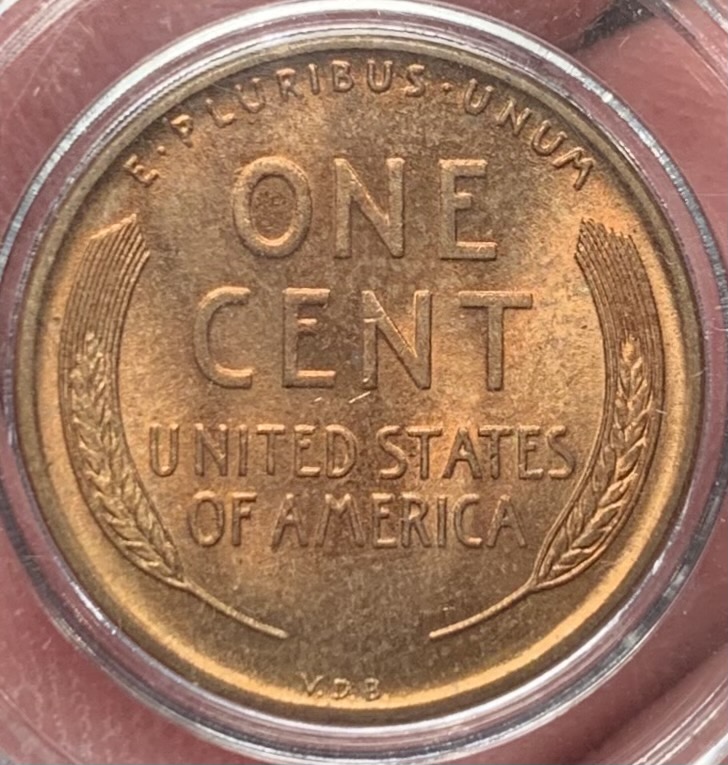 E·PLURIBUS·UNUM
ONE
CENT
UNITED STATES
OF AMERICA
V.D.B.